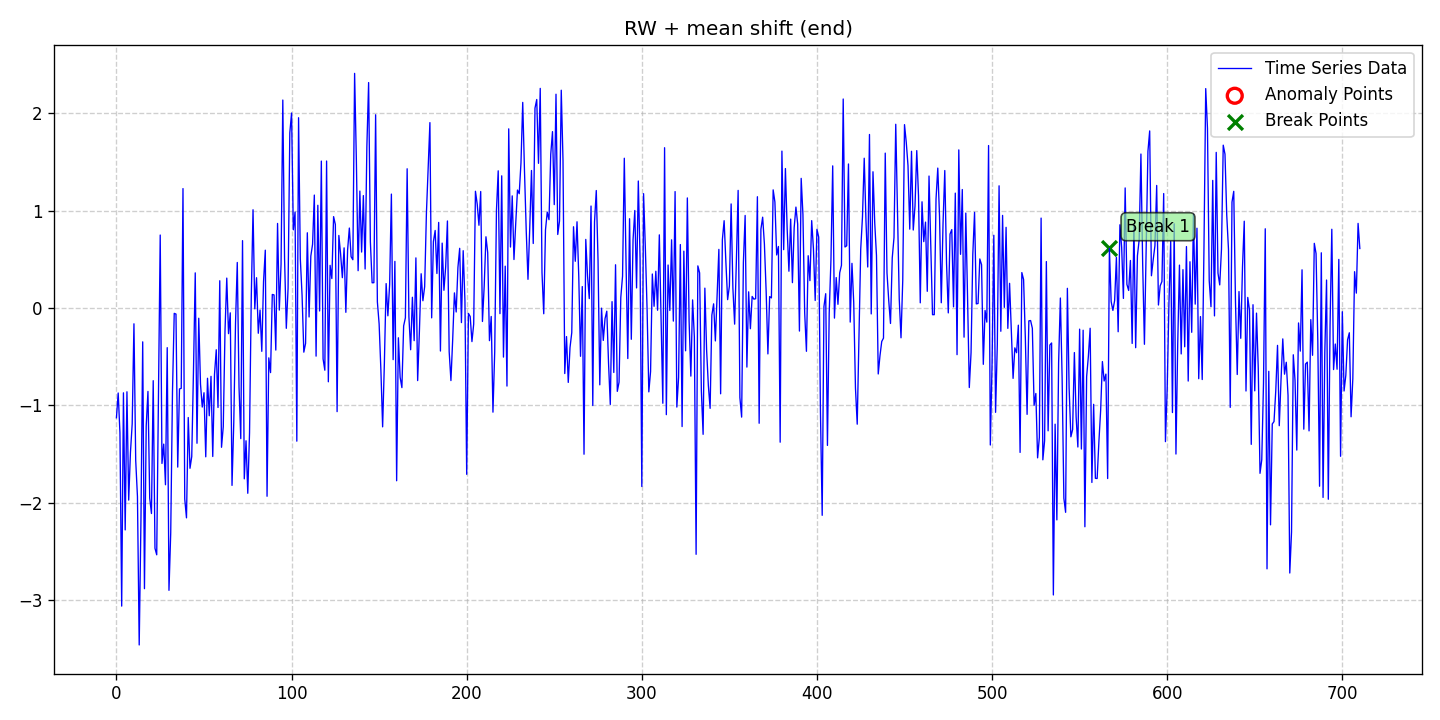 RW + mean shift (end)
Time Series Data
Anomaly Points
Break Points
Break 1
2
1
0
−1
−2
−3
0 100 200 300 400 500 600 700